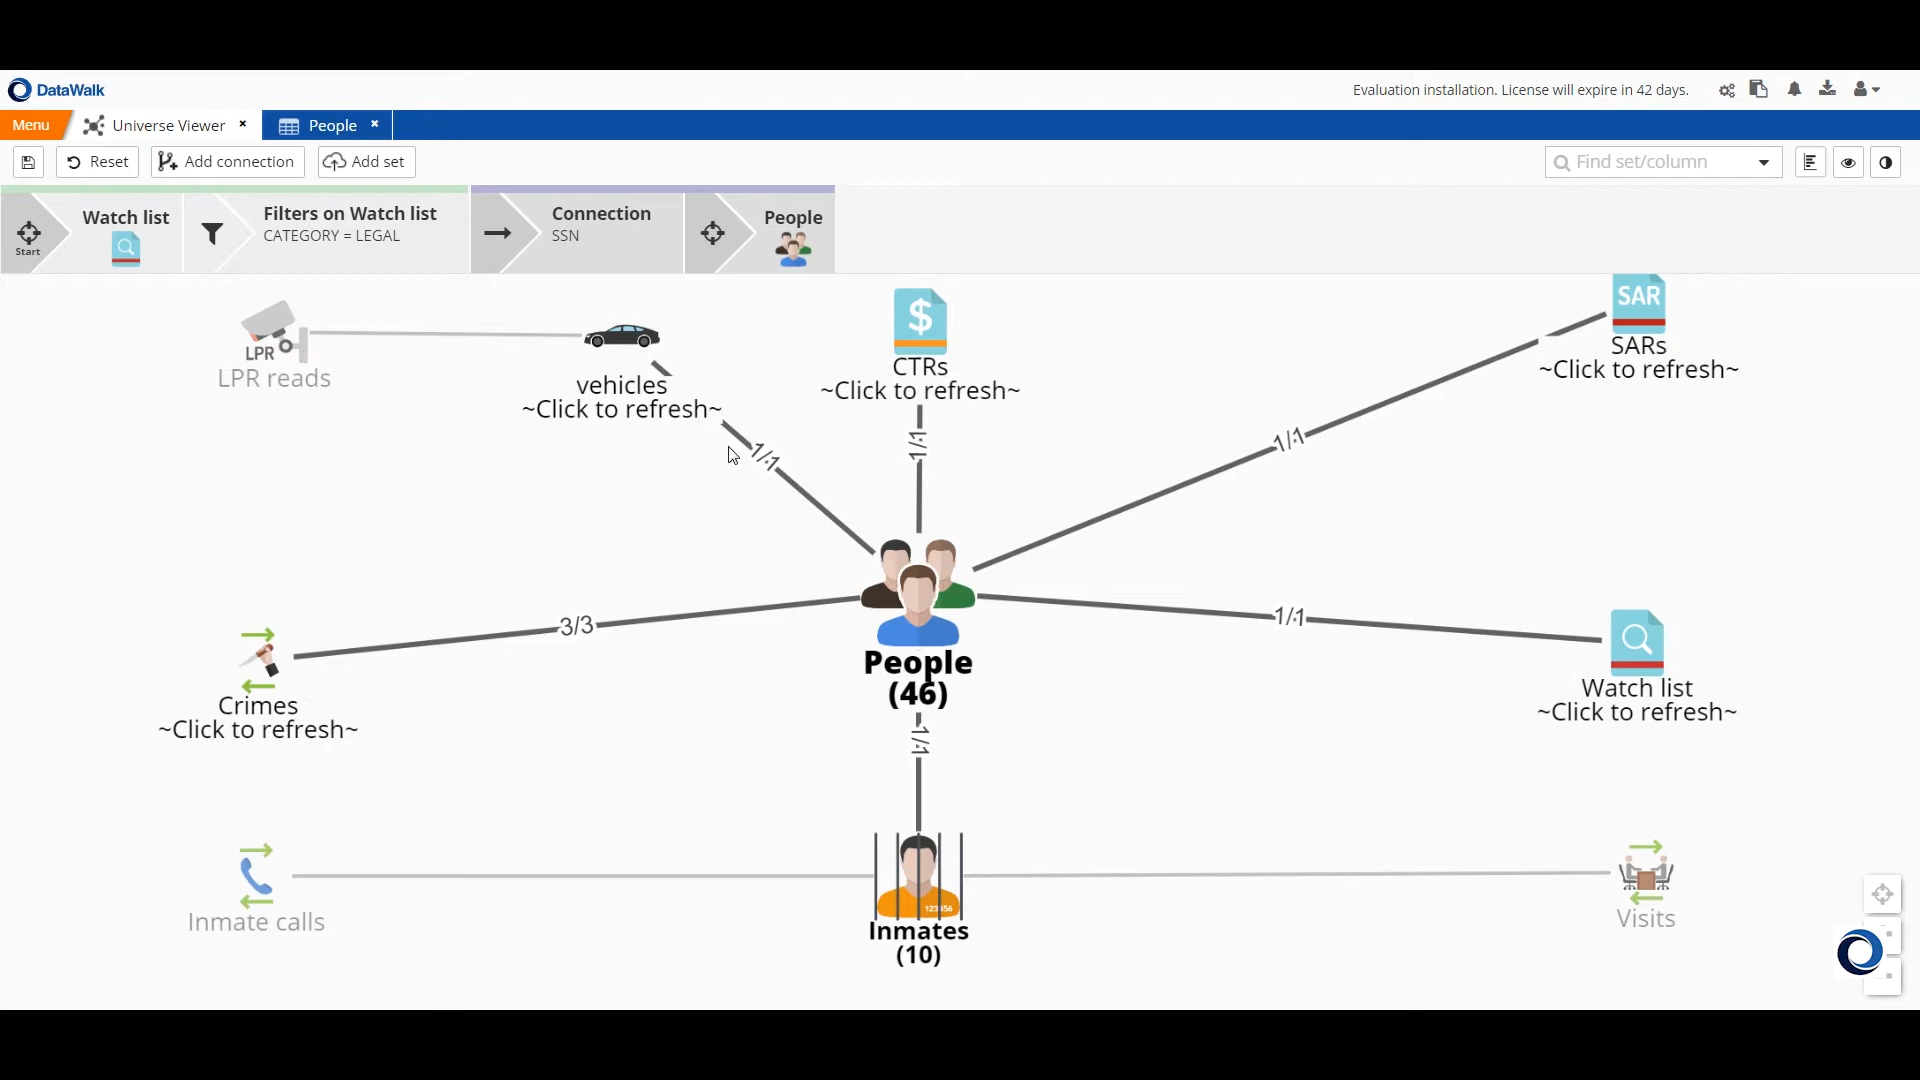 DataWalk
Evaluation installation. License will expire in 42 days.
Menu
Universe Viewer
People
Reset
Add connection
Add set
Find set/column
Start
Watch list
Filters on Watch list
CATEGORY = LEGAL
Connection
SSN
People
LPR
LPR reads
vehicles
~Click to refresh~
$
CTRs
~Click to refresh~
SAR
SARs
~Click to refresh~
1/1
1/1
1/1
3/3
1/1
People
(46)
Crimes
~Click to refresh~
Watch list
~Click to refresh~
1/1
Inmate calls
123456
Inmates
(10)
Visits